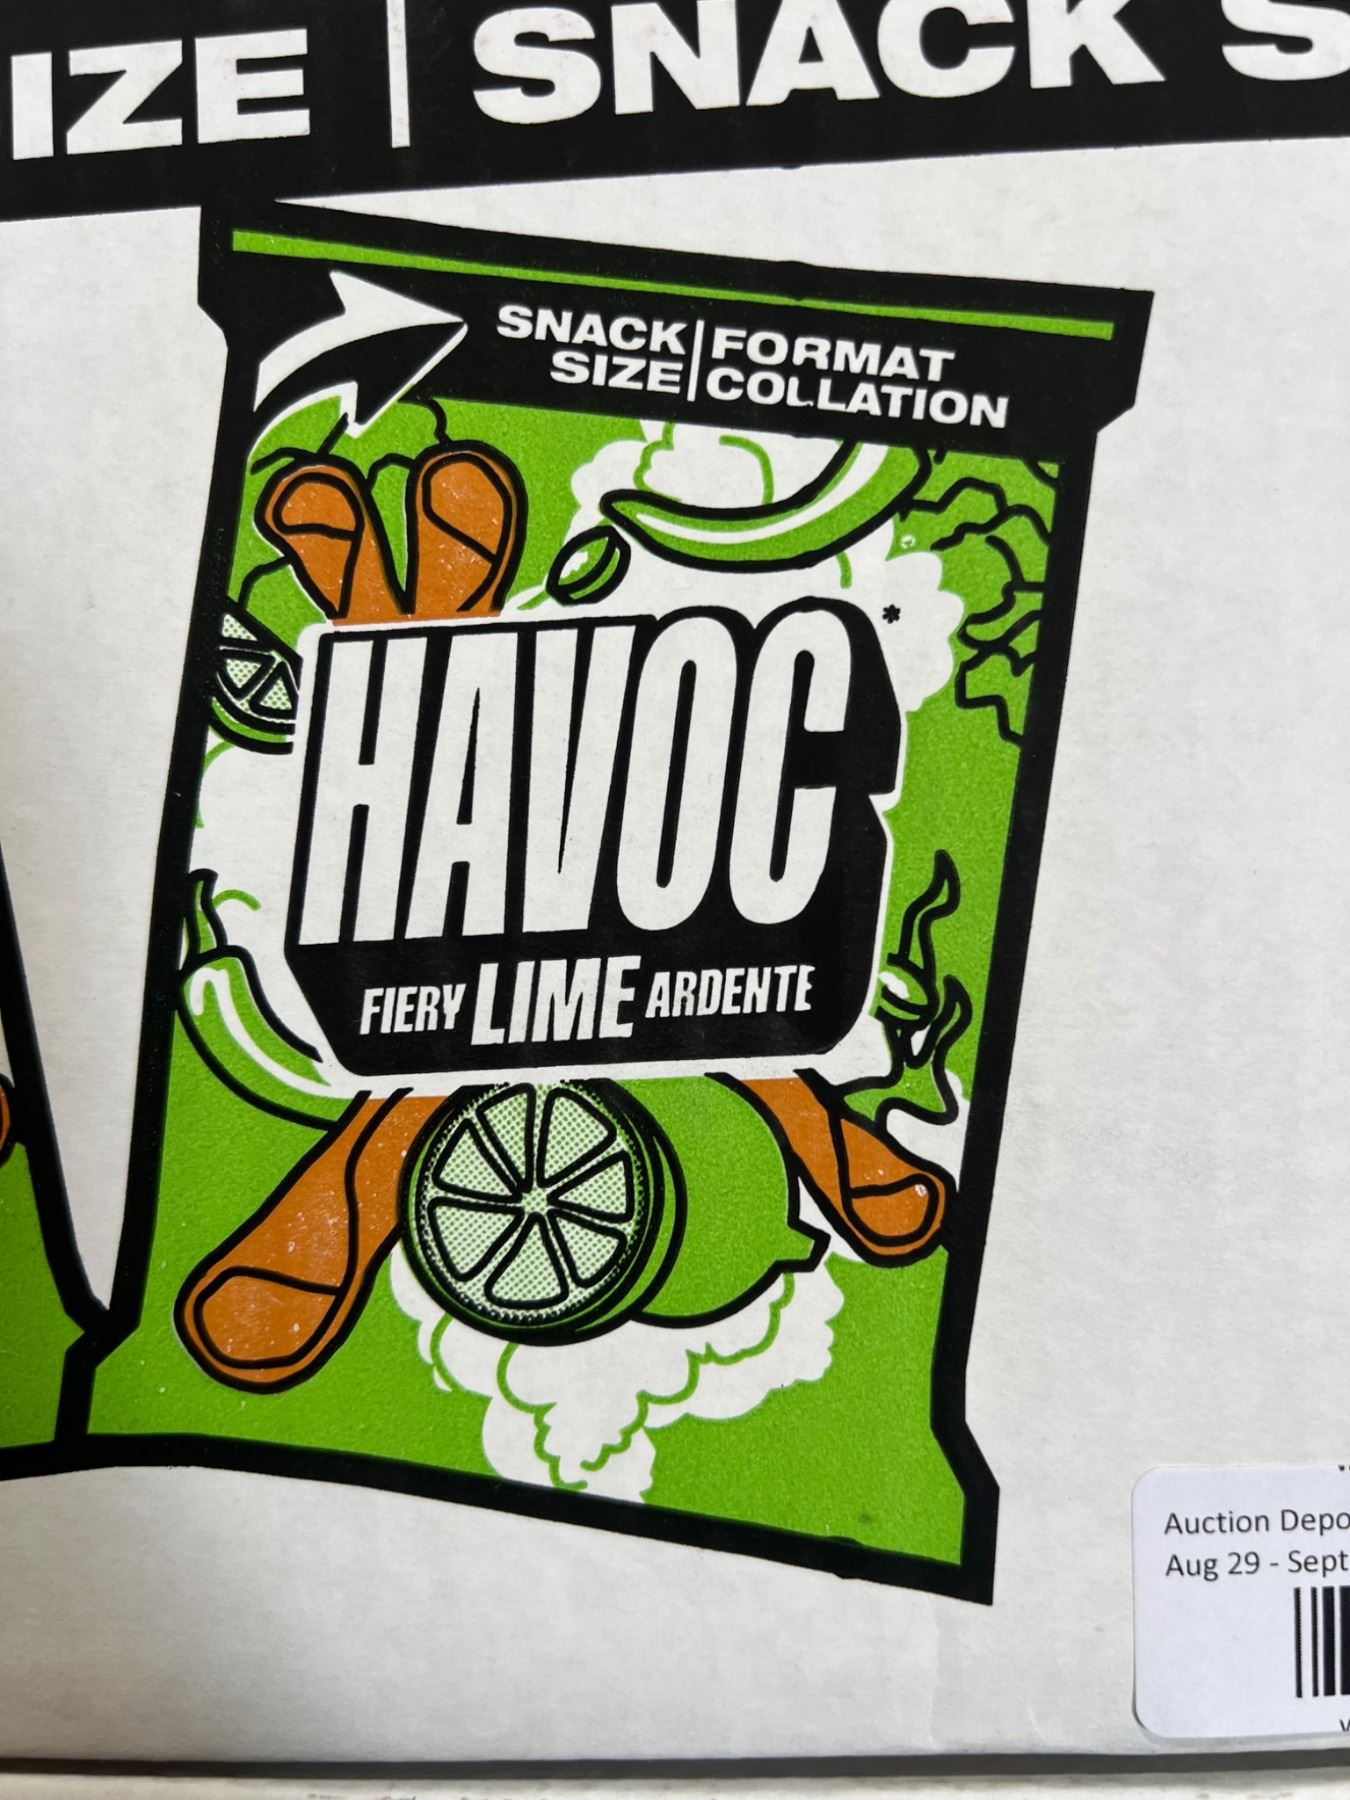 IZE | SNACK S
SNACK | FORMAT
SIZE | COLLATION
HAVOC*
FIERY LIME ARDENTE
Auction Depo
Aug 29 - Sept